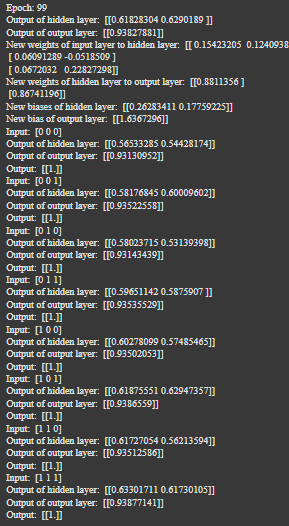 Epoch: 99
Output of hidden layer: [[0.61828304 0.6290189 ]]
Output of output layer: [[0.93827881]]
New weights of input layer to hidden layer: [[ 0.15423205 0.1240938
[ 0.06091289 -0.0518509 ]
[ 0.0672032 0.22827298]]
New weights of hidden layer to output layer: [[0.8811356 ]
[0.86741196]]
New biases of hidden layer: [[0.26283411 0.17759225]]
New bias of output layer: [[1.6367296]]
Input: [0 0 0]
Output of hidden layer: [[0.56533285 0.54428174]]
Output of output layer: [[0.93130952]]
Output: [[1.]]
Input: [0 0 1]
Output of hidden layer: [[0.58176845 0.60009602]]
Output of output layer: [[0.93522558]]
Output: [[1.]]
Input: [0 1 0]
Output of hidden layer: [[0.58023715 0.53139398]]
Output of output layer: [[0.93143439]]
Output: [[1.]]
Input: [0 1 1]
Output of hidden layer: [[0.59651142 0.5875907 ]]
Output of output layer: [[0.93535529]]
Output: [[1.]]
Input: [1 0 0]
Output of hidden layer: [[0.60278099 0.57485465]]
Output of output layer: [[0.93502053]]
Output: [[1.]]
Input: [1 0 1]
Output of hidden layer: [[0.61875551 0.62947357]]
Output of output layer: [[0.9386559]]
Output: [[1.]]
Input: [1 1 0]
Output of hidden layer: [[0.61727054 0.56213594]]
Output of output layer: [[0.93512586]]
Output: [[1.]]
Input: [1 1 1]
Output of hidden layer: [[0.63301711 0.61730105]]
Output of output layer: [[0.93877141]]
Output: [[1.]]